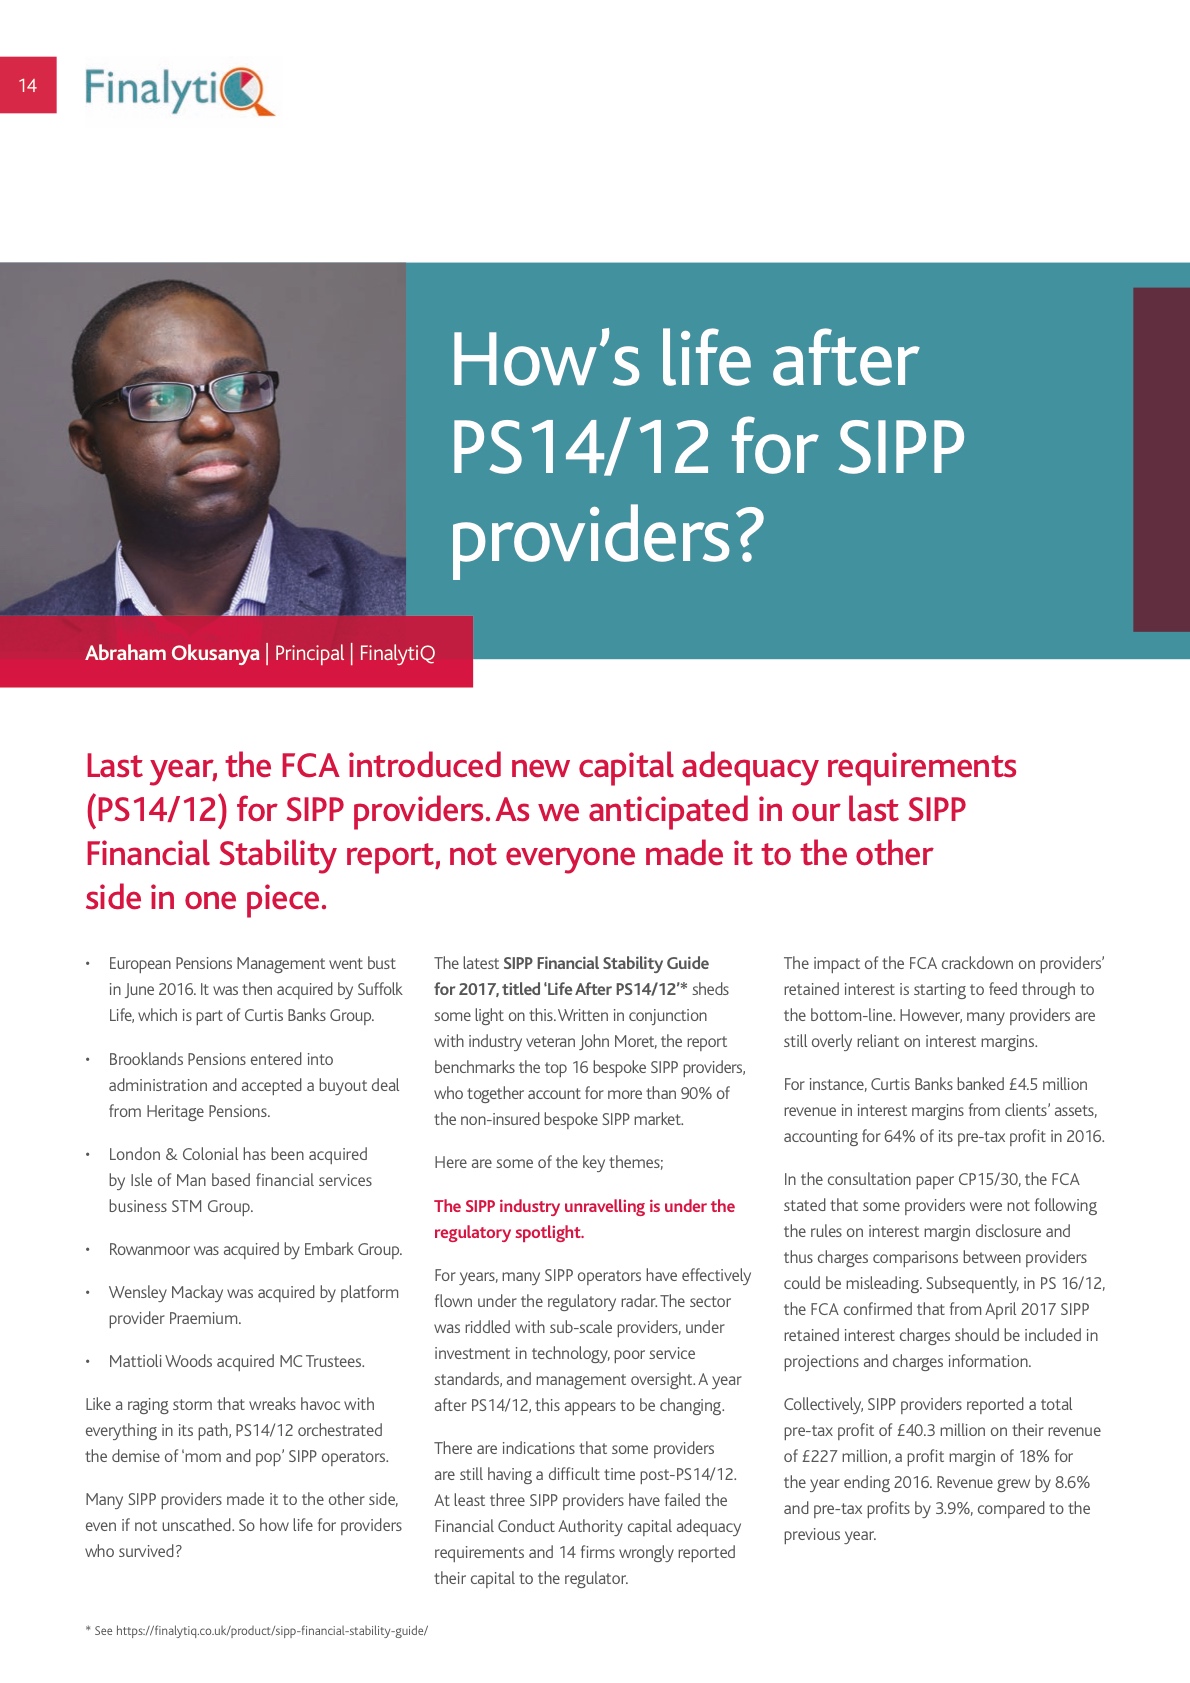 14
FinalytiQ
How's life after
PS14/12 for SIPP
providers?
Abraham Okusanya | Principal | FinalytiQ
Last year, the FCA introduced new capital adequacy requirements
(PS14/12) for SIPP providers. As we anticipated in our last SIPP
Financial Stability report, not everyone made it to the other
side in one piece.
• European Pensions Management went bust
in June 2016. It was then acquired by Suffolk
Life, which is part of Curtis Banks Group.
• Brooklands Pensions entered into
administration and accepted a buyout deal
from Heritage Pensions.
• London & Colonial has been acquired
by Isle of Man based financial services
business STM Group.
• Rowanmoor was acquired by Embark Group.
• Wensley Mackay was acquired by platform
provider Praemium.
• Mattioli Woods acquired MC Trustees.
Like a raging storm that wreaks havoc with
everything in its path, PS14/12 orchestrated
the demise of 'mom and pop' SIPP operators.
Many SIPP providers made it to the other side,
even if not unscathed. So how life for providers
who survived?
The latest SIPP Financial Stability Guide
for 2017, titled 'Life After PS14/12'* sheds
some light on this. Written in conjunction
with industry veteran John Moret, the report
benchmarks the top 16 bespoke SIPP providers,
who together account for more than 90% of
the non-insured bespoke SIPP market.
Here are some of the key themes;
The SIPP industry unravelling is under the
regulatory spotlight.
For years, many SIPP operators have effectively
flown under the regulatory radar. The sector
was riddled with sub-scale providers, under
investment in technology, poor service
standards, and management oversight. A year
after PS14/12, this appears to be changing.
There are indications that some providers
are still having a difficult time post-PS14/12.
At least three SIPP providers have failed the
Financial Conduct Authority capital adequacy
requirements and 14 firms wrongly reported
their capital to the regulator.
The impact of the FCA crackdown on providers'
retained interest is starting to feed through to
the bottom-line. However, many providers are
still overly reliant on interest margins.
For instance, Curtis Banks banked £4.5 million
revenue in interest margins from clients' assets,
accounting for 64% of its pre-tax profit in 2016.
In the consultation paper CP15/30, the FCA
stated that some providers were not following
the rules on interest margin disclosure and
thus charges comparisons between providers
could be misleading. Subsequently, in PS 16/12,
the FCA confirmed that from April 2017 SIPP
retained interest charges should be included in
projections and charges information.
Collectively, SIPP providers reported a total
pre-tax profit of £40.3 million on their revenue
of £227 million, a profit margin of 18% for
the year ending 2016. Revenue grew by 8.6%
and pre-tax profits by 3.9%, compared to the
previous year.
* See https://finalytiq.co.uk/product/sipp-financial-stability-guide/